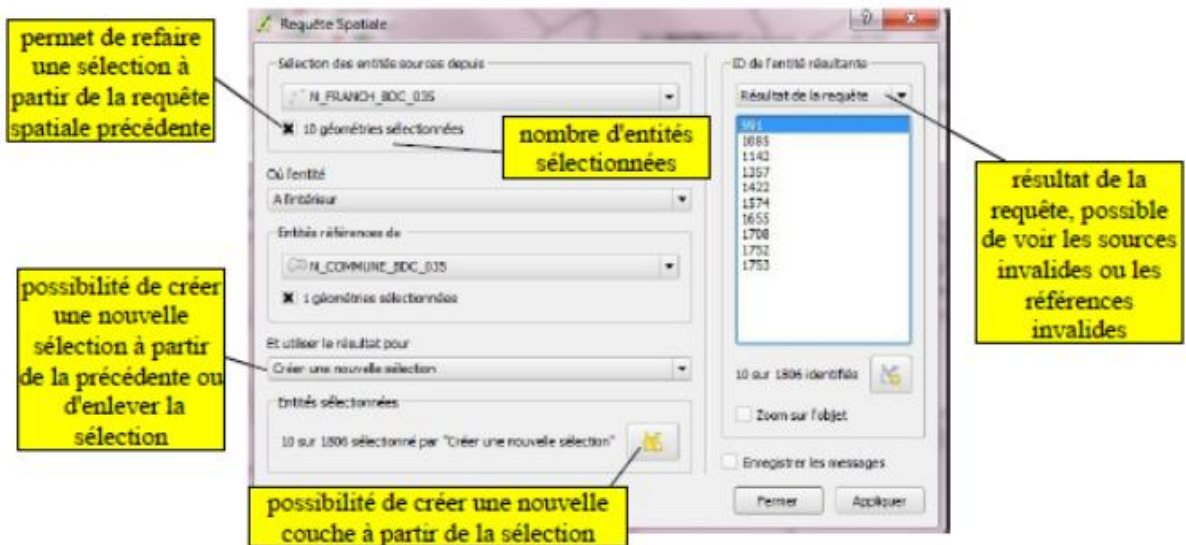 permet de refaire
une sélection à
partir de la requête
spatiale précédente
Requête Spatiale
Sélection des entités sources depuis
N_FRANCH_BDC_035
10 géométries sélectionnées
nombre d'entités
sélectionnées
Où l'entité
A l'intérieur
Entités références de
N_COMMUNE_BDC_035
1 géométries sélectionnées
possibilité de créer
une nouvelle
sélection à partir
de la précédente ou
d'enlever la
sélection
Et utiliser le résultat pour
Créer une nouvelle sélection
Entités sélectionnées
10 sur 1806 sélectionné par "Créer une nouvelle sélection"
possibilité de créer une nouvelle
couche à partir de la sélection
ID de l'entité résultante
Résultat de la requête
991
1085
1142
1357
1422
1574
1655
1708
1752
1753
résultat de la
requête, possible
de voir les sources
invalides ou les
références
invalides
10 sur 1806 identifiés
Zoom sur l'objet
Enregistrer les messages
Fermer
Appliquer